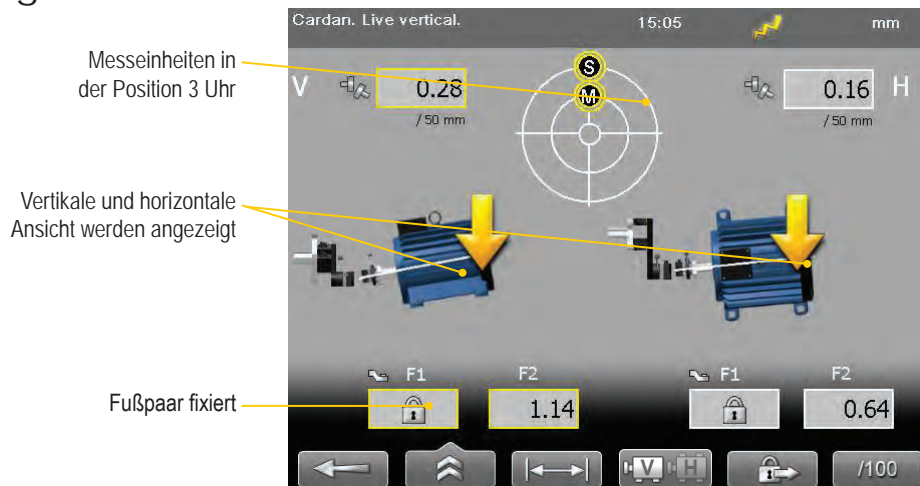 Cardan. Live vertical. 15:05 mm
Messeinheiten in
der Position 3 Uhr
V 0.28 S 0.16 H
M
/ 50 mm / 50 mm
Vertikale und horizontale
Ansicht werden angezeigt
F1 F2 F1 F2
Fußpaar fixiert
1.14 0.64
V H /100